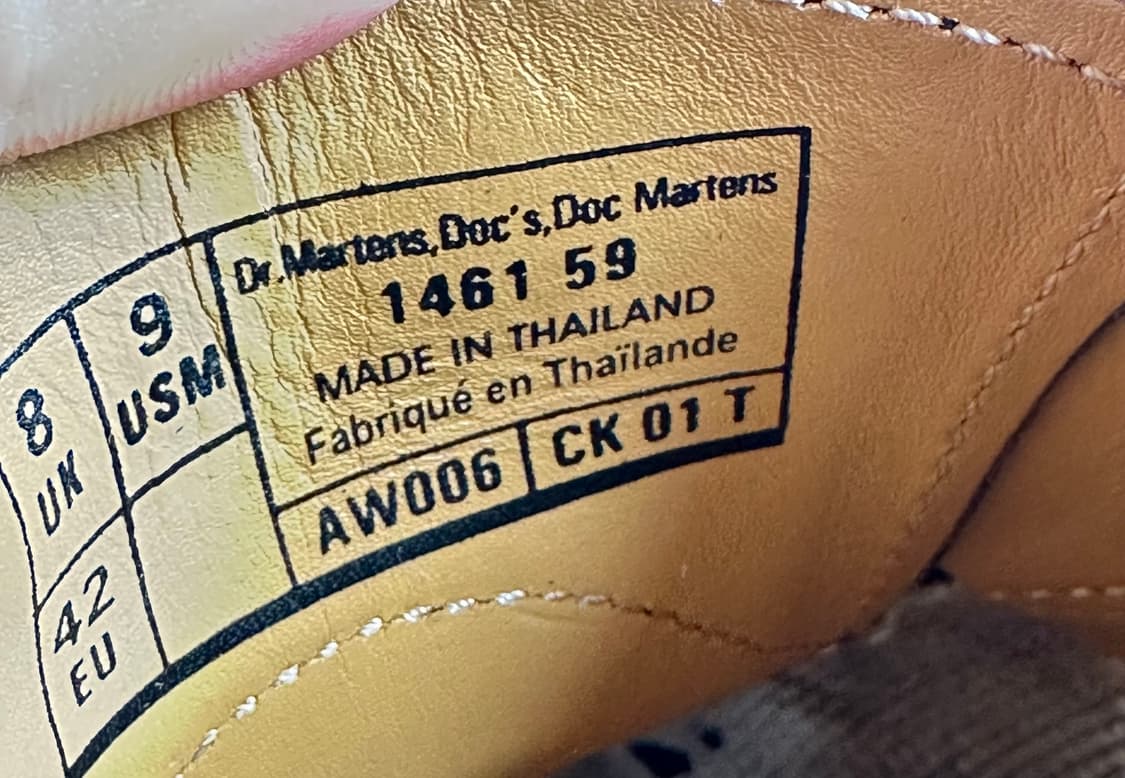 8
UK
9
USM
42
EU
Dr.Martens,Doc's,Doc Martens
1461 59
MADE IN THAILAND
Fabriqué en Thaïlande
AW006
CK 01 T